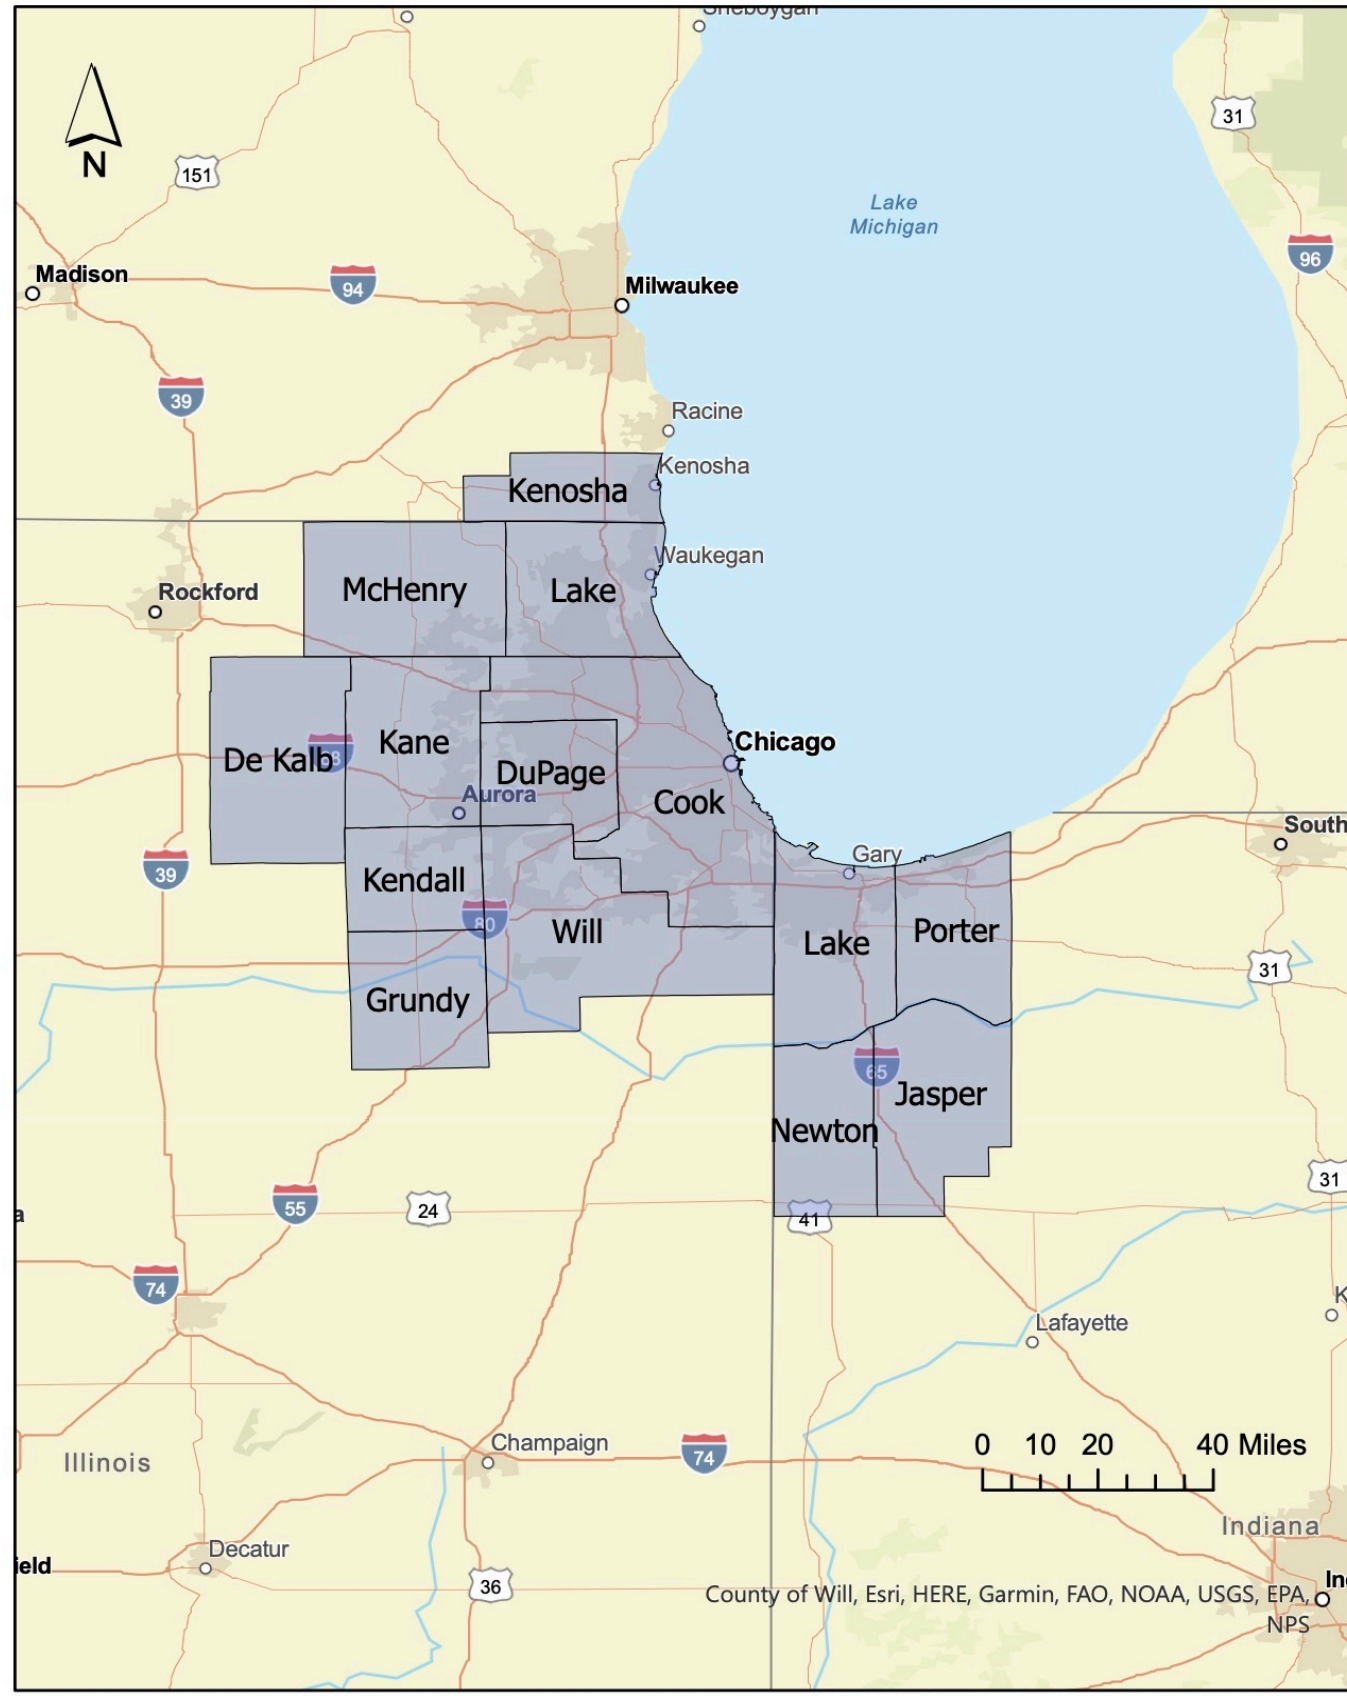 Sheboygan
31
N
151
Lake
Michigan
96
Madison
94
Milwaukee
39
Racine
Kenosha
Kenosha
Waukegan
McHenry
Lake
Rockford
De Kalb
Kane
Chicago
DuPage
Aurora
Cook
South
39
Gary
Kendall
80
Will
Lake
Porter
31
Grundy
65
Jasper
Newton
31
55
24
41
a
74
K
Lafayette
0 10 20 40 Miles
Champaign
74
Illinois
Indiana
Decatur
ield
36
In
County of Will, Esri, HERE, Garmin, FAO, NOAA, USGS, EPA,
NPS